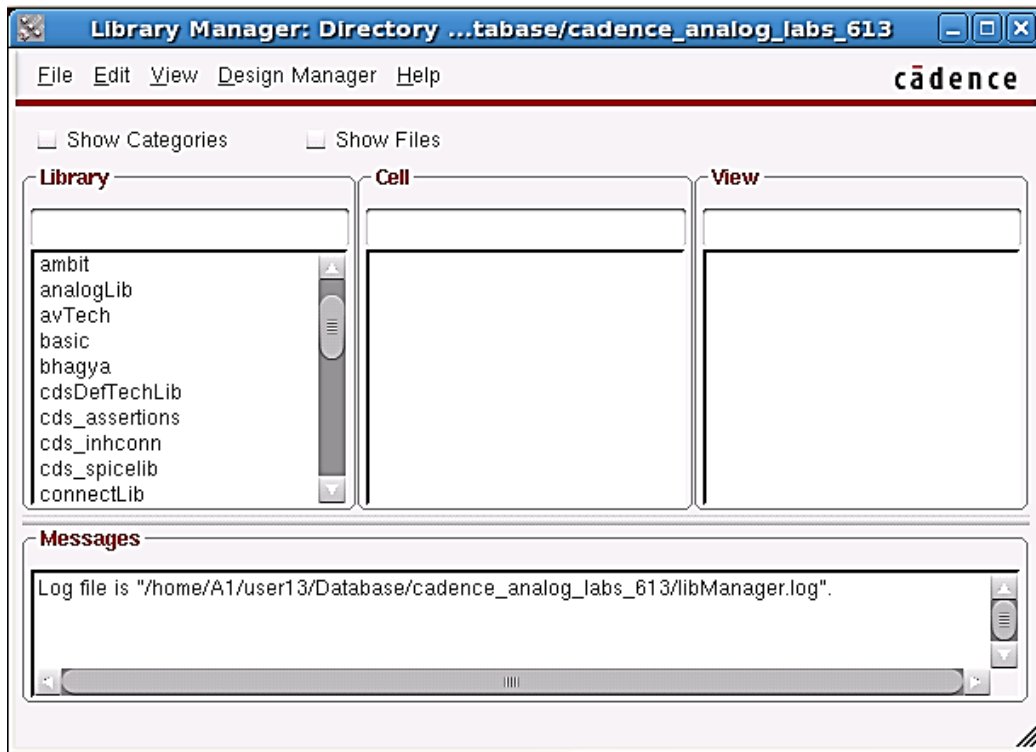 Library Manager: Directory ...tabase/cadence_analog_labs_613
File Edit View Design Manager Help
cādence
Show Categories Show Files
Library Cell View
ambit
analogLib
avTech
basic
bhagya
cdsDefTechLib
cds_assertions
cds_inhconn
cds_spicelib
connectLib
Messages
Log file is "/home/A1/user13/Database/cadence_analog_labs_613/libManager.log".